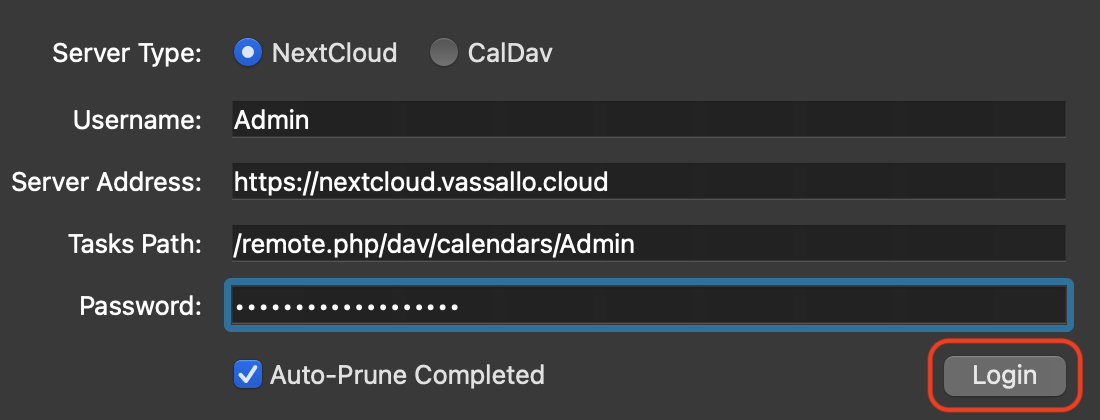 Server Type: NextCloud CalDav
Username: Admin
Server Address: https://nextcloud.vassallo.cloud
Tasks Path: /remote.php/dav/calendars/Admin
Password: •••••••••••••••••••
Auto-Prune Completed Login